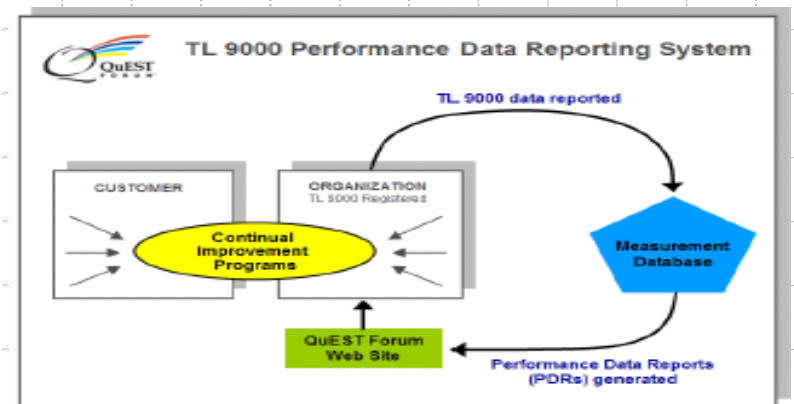 QuEST
FORUM
TL 9000 Performance Data Reporting System
TL 9000 data reported
CUSTOMER
ORGANIZATION
TL 9000 Registered
Continual
Improvement
Programs
Measurement
Database
QuEST Forum
Web Site
Performance Data Reports
(PDRs) generated